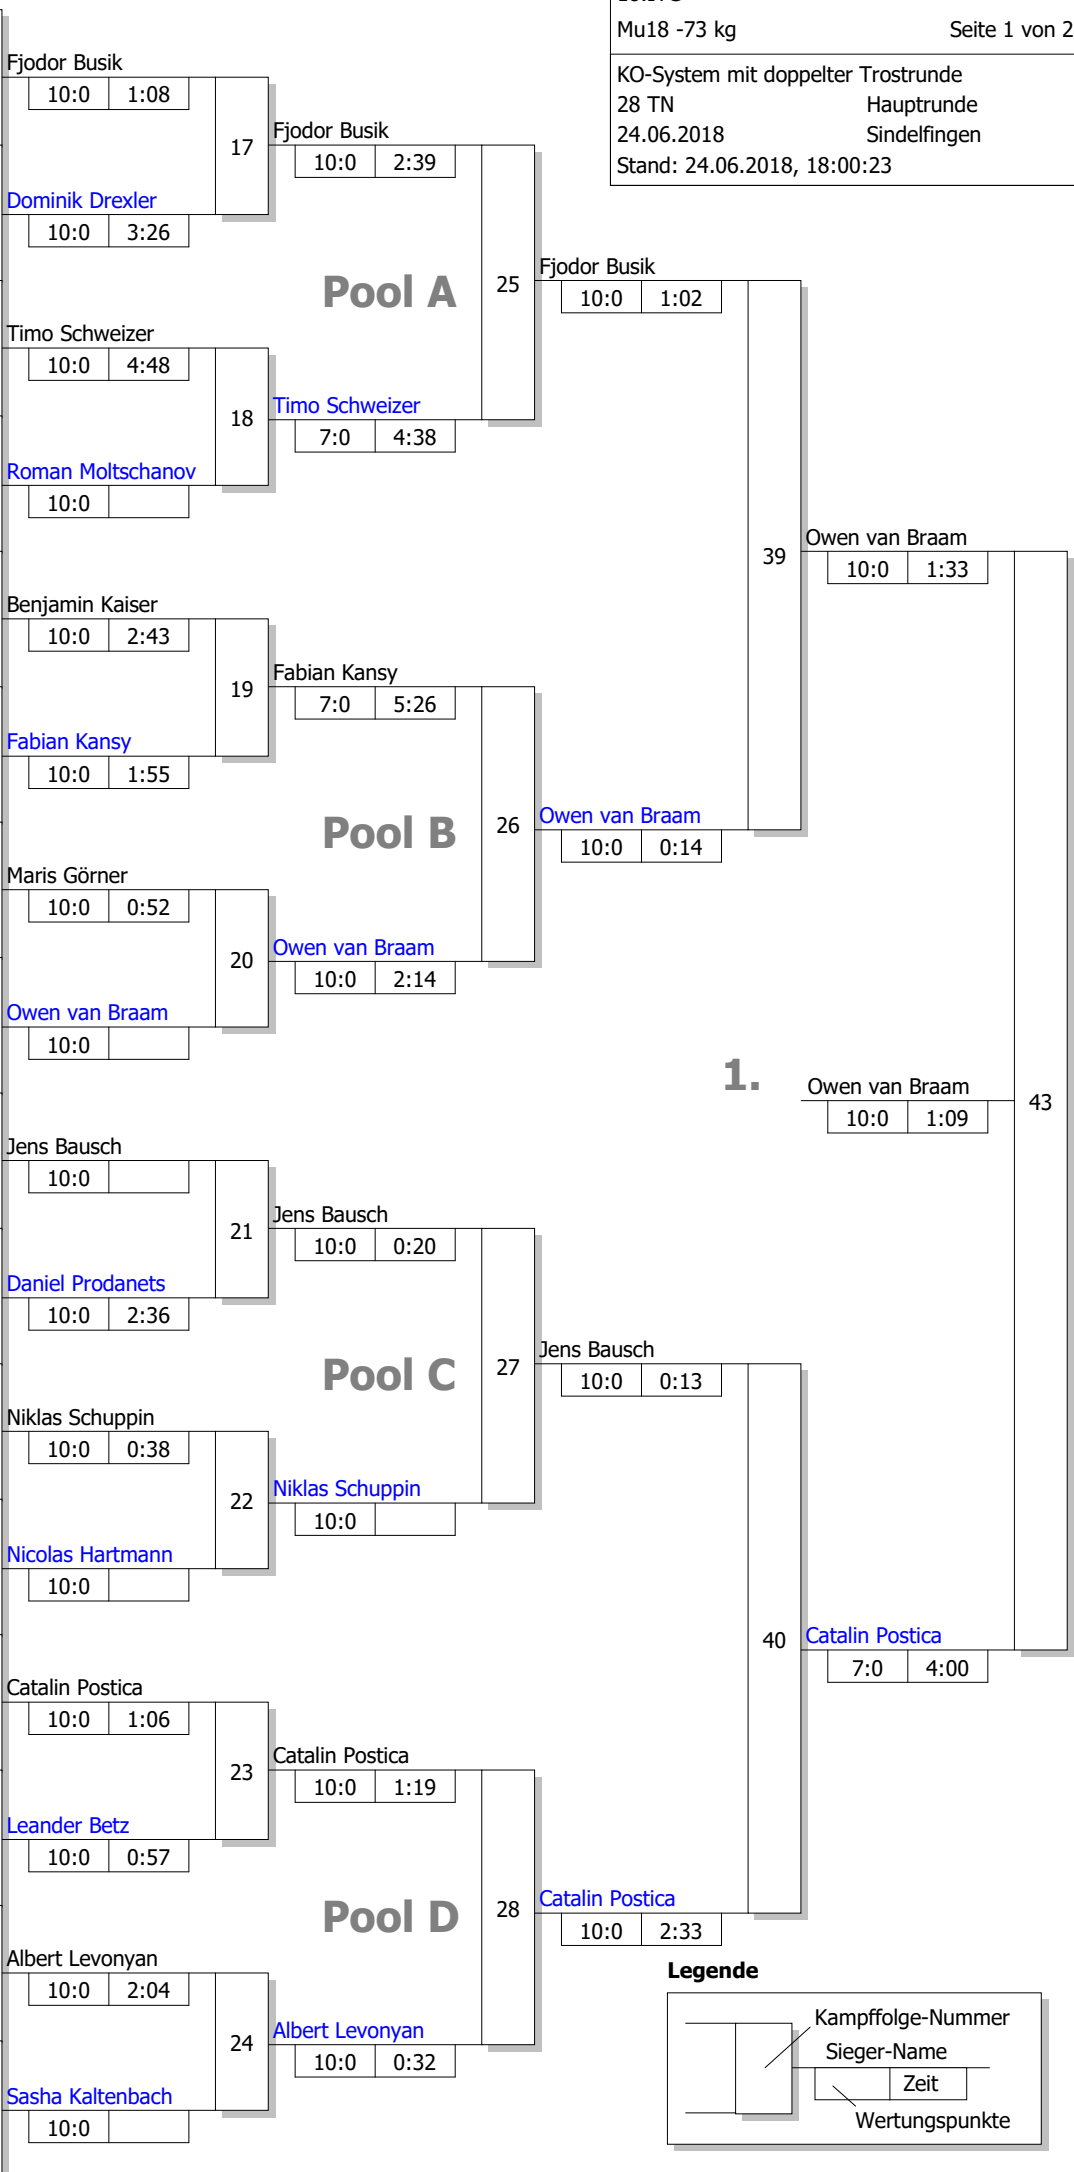 Mu18 -73 kg Seite 1 von 2
KO-System mit doppelter Trostrunde
28 TN Hauptrunde
24.06.2018 Sindelfingen
Stand: 24.06.2018, 18:00:23
Fjodor Busik
10:0 1:08
17
Fjodor Busik
10:0 2:39
Dominik Drexler
10:0 3:26
Pool A
25
Fjodor Busik
10:0 1:02
Timo Schweizer
10:0 4:48
18
Timo Schweizer
7:0 4:38
Roman Moltschanov
10:0
39
Owen van Braam
10:0 1:33
Benjamin Kaiser
10:0 2:43
19
Fabian Kansy
7:0 5:26
Fabian Kansy
10:0 1:55
Pool B
26
Owen van Braam
10:0 0:14
Maris Görner
10:0 0:52
20
Owen van Braam
10:0 2:14
Owen van Braam
10:0
1.
Owen van Braam
10:0 1:09
43
Jens Bausch
10:0
21
Jens Bausch
10:0 0:20
Daniel Prodanets
10:0 2:36
Pool C
27
Jens Bausch
10:0 0:13
Niklas Schuppin
10:0 0:38
22
Niklas Schuppin
10:0
Nicolas Hartmann
10:0
40
Catalin Postica
7:0 4:00
Catalin Postica
10:0 1:06
23
Catalin Postica
10:0 1:19
Leander Betz
10:0 0:57
Pool D
28
Catalin Postica
10:0 2:33
Albert Levonyan
10:0 2:04
24
Albert Levonyan
10:0 0:32
Sasha Kaltenbach
10:0
Legende
Kampffolge-Nummer
Sieger-Name
Zeit
Wertungspunkte